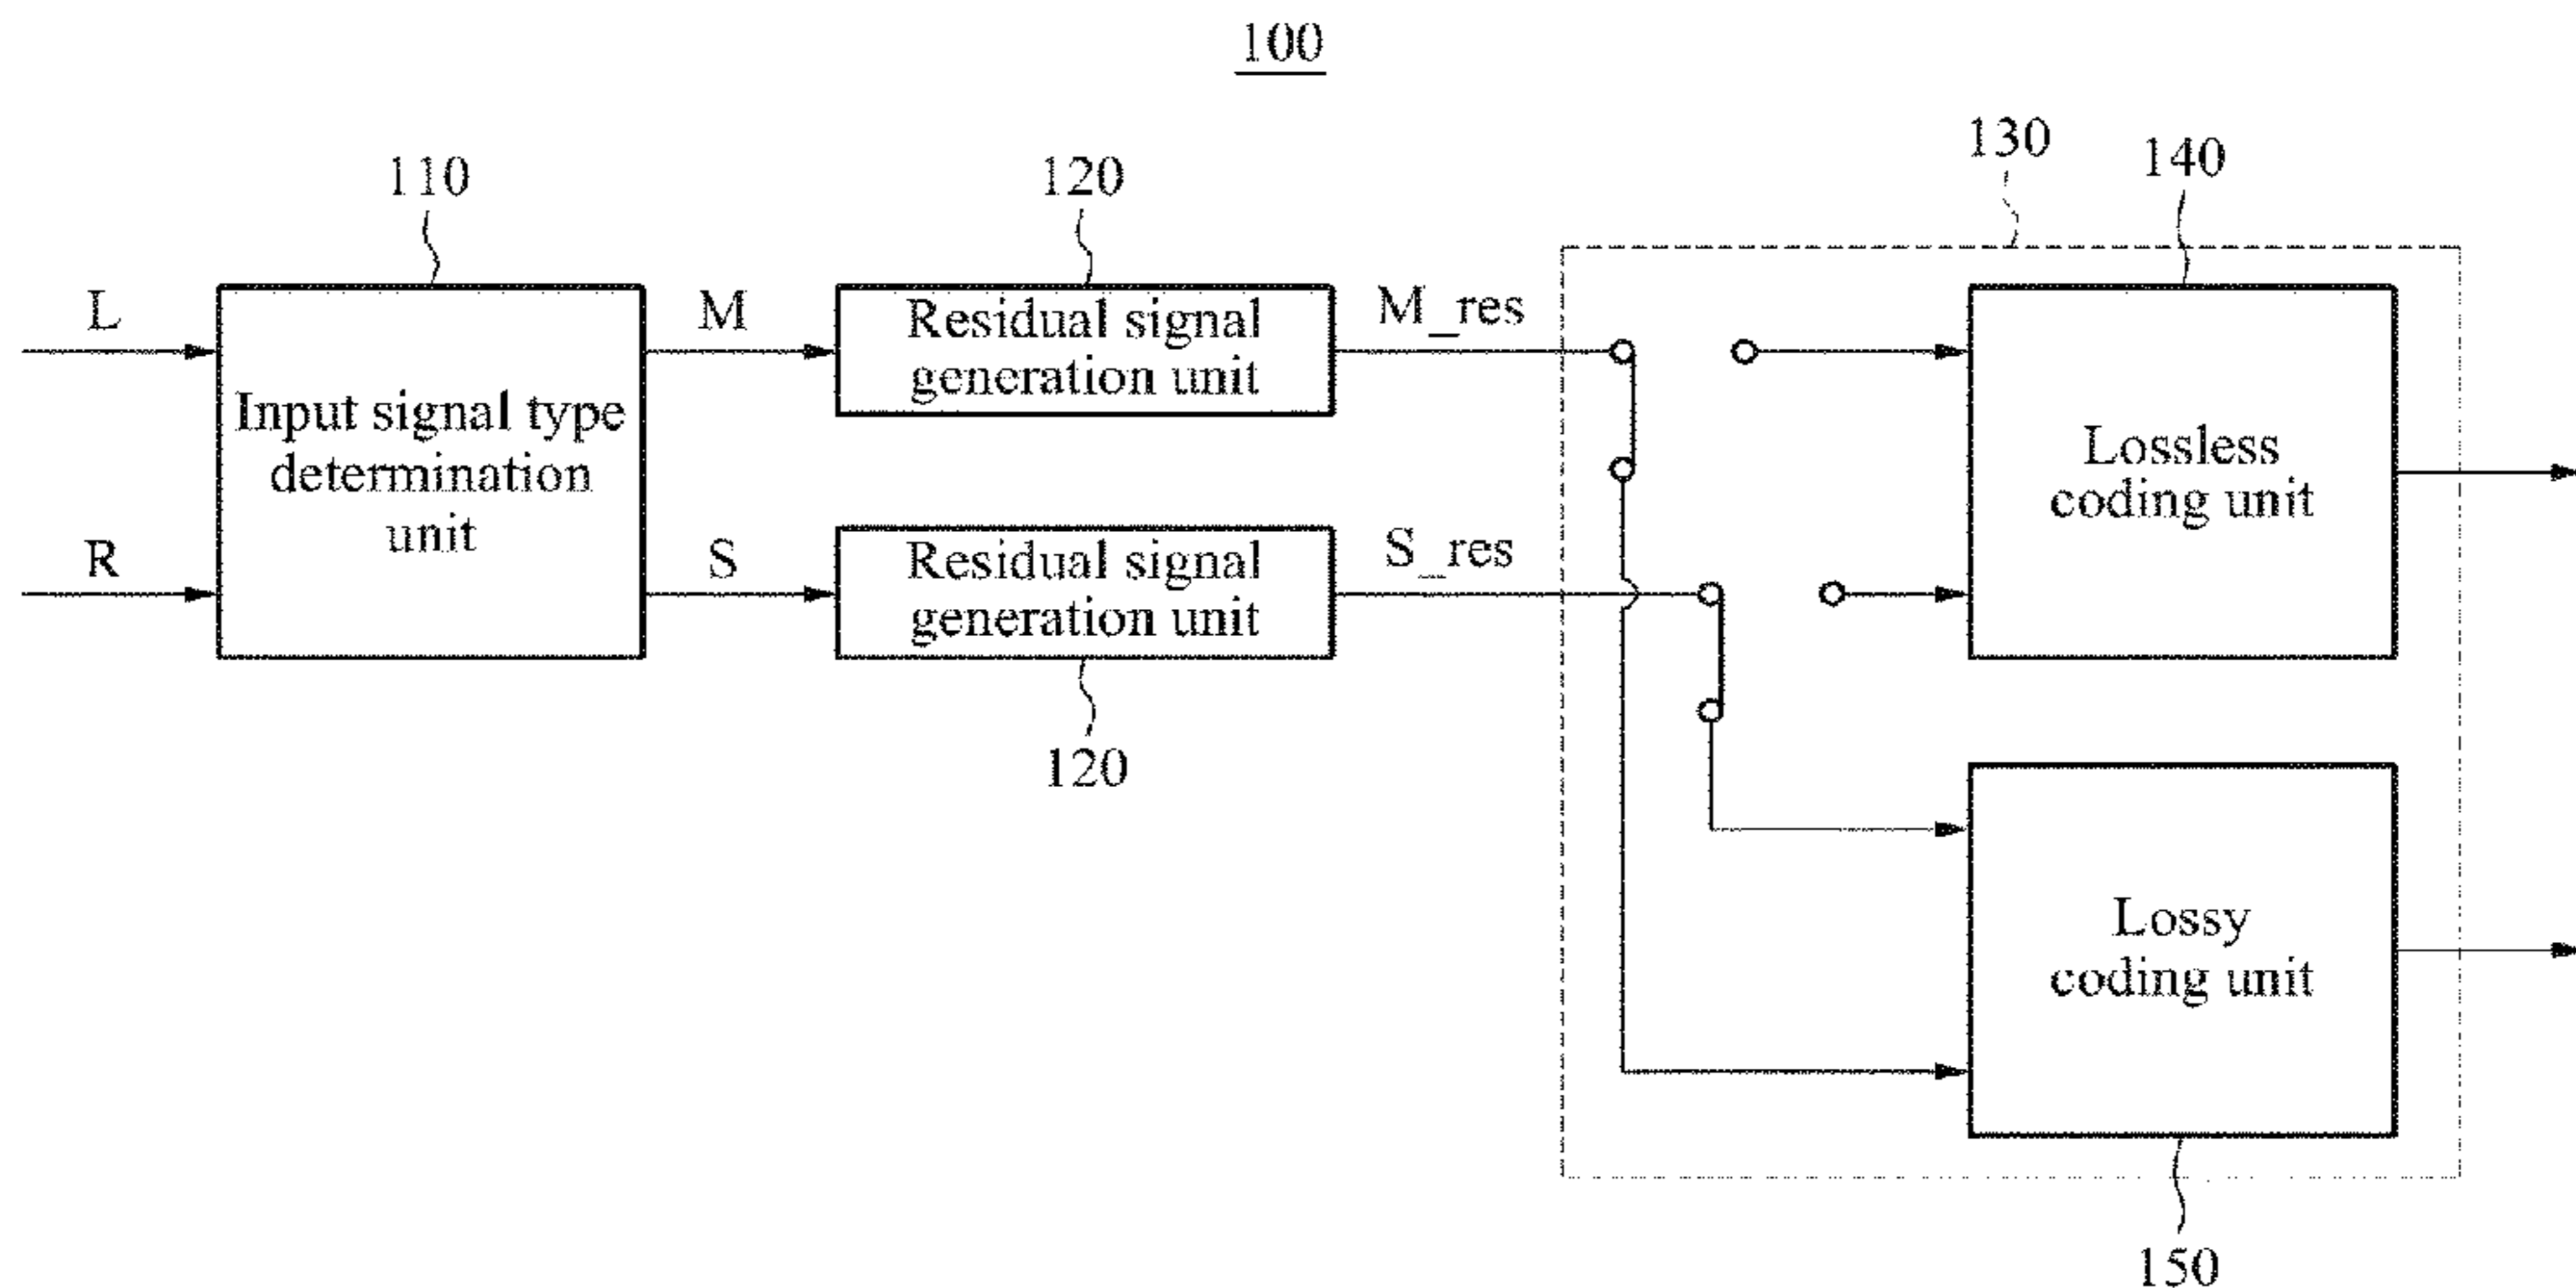 100
130
140
110
120
L
M
Residual signal
generation unit
M_res
Input signal type
determination
unit
Lossless
coding unit
R
S
Residual signal
generation unit
S_res
120
Lossy
coding unit
150